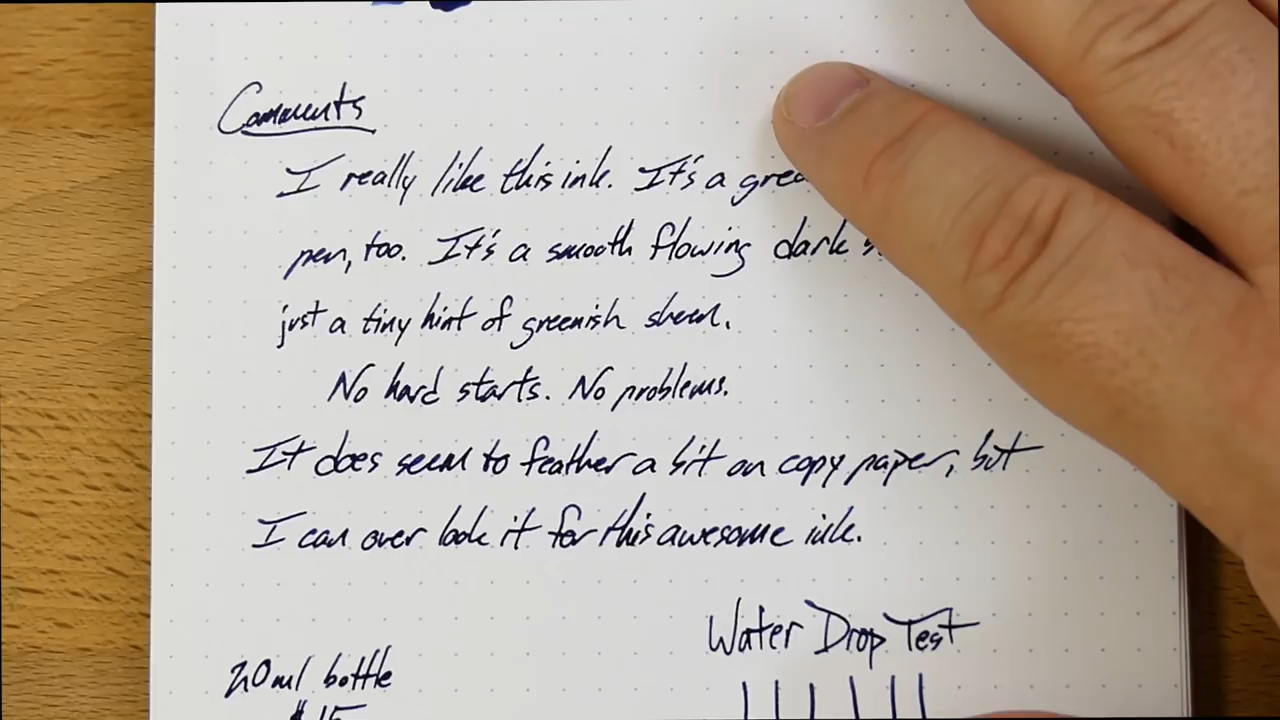 Comments
I really like this ink. It's a grea
pen, too. It's a smooth flowing dark s
just a tiny hint of greenish sheen.
No hard starts. No problems.
It does seem to feather a bit on copy paper, but
I can over look it for this awesome ink.
Water Drop Test
20ml bottle
$15